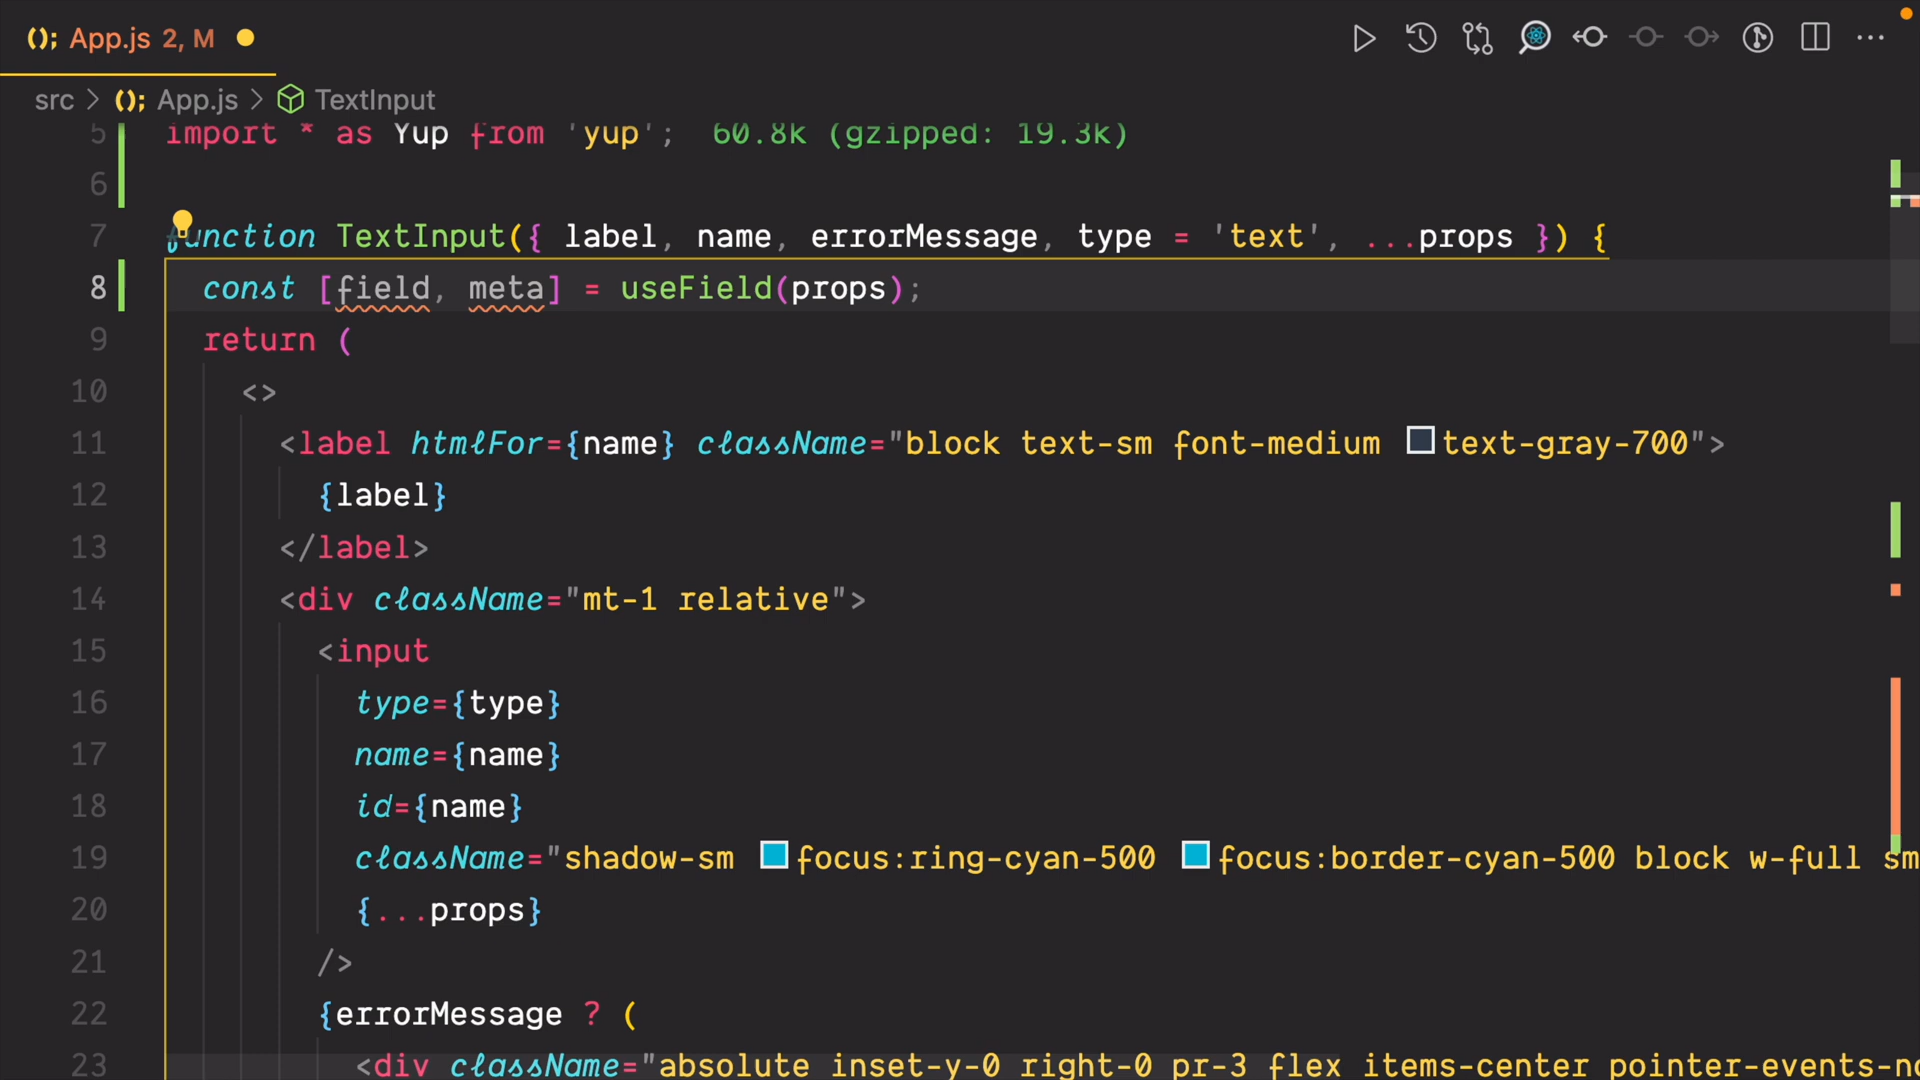 (); App.js 2, M
src > (); App.js > TextInput
5 import * as Yup from 'yup'; 60.8k (gzipped: 19.3k)
6
7 function TextInput({ label, name, errorMessage, type = 'text', ...props }) {
8 const [field, meta] = useField(props);
9 return (
10 <>
11 <label htmlFor={name} className="block text-sm font-medium text-gray-700">
12 {label}
13 </label>
14 <div className="mt-1 relative">
15 <input
16 type={type}
17 name={name}
18 id={name}
19 className="shadow-sm focus:ring-cyan-500 focus:border-cyan-500 block w-full sm
20 {...props}
21 />
22 {errorMessage ? (
23 <div className="absolute inset-y-0 right-0 pr-3 flex items-center pointer-events-no